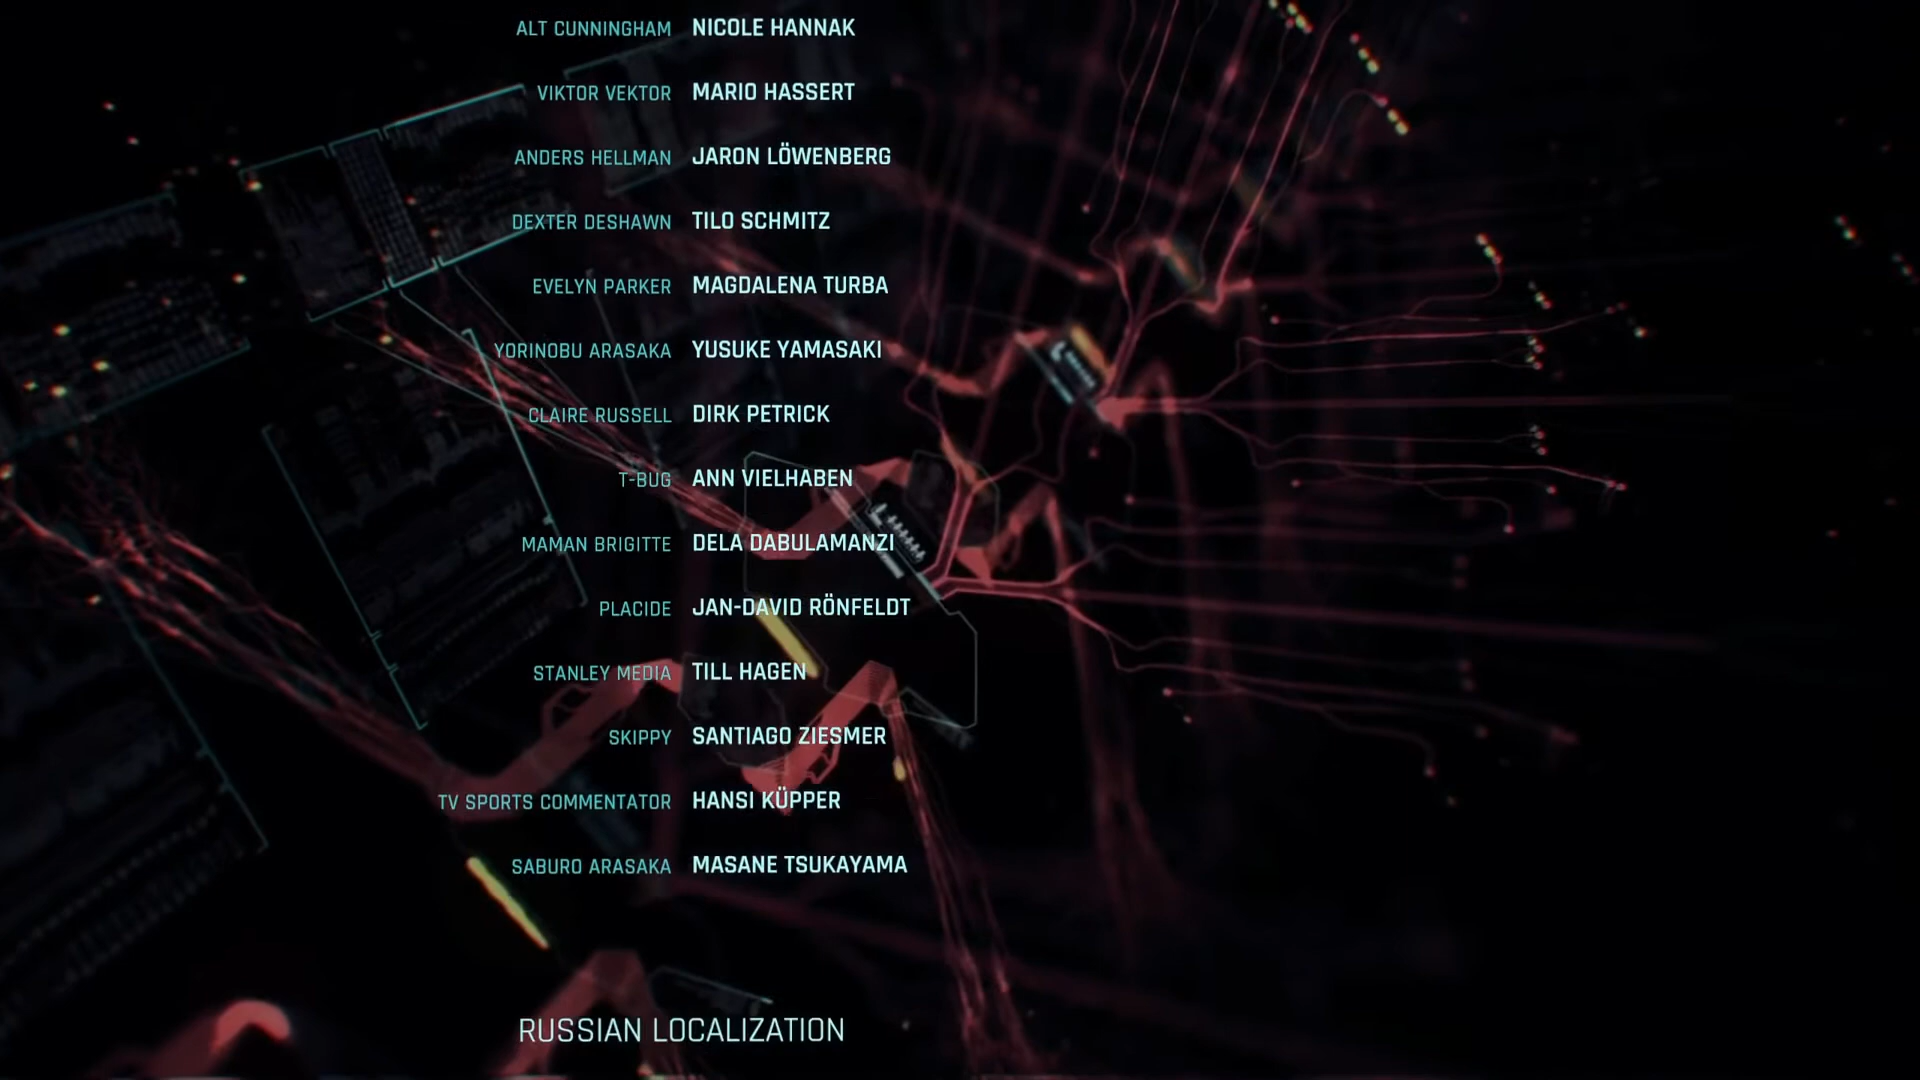 ALT CUNNINGHAM NICOLE HANNAK
VIKTOR VEKTOR MARIO HASSERT
ANDERS HELLMAN JARON LÖWENBERG
DEXTER DESHAWN TILO SCHMITZ
EVELYN PARKER MAGDALENA TURBA
YORINOBU ARASAKA YUSUKE YAMASAKI
CLAIRE RUSSELL DIRK PETRICK
T-BUG ANN VIELHABEN
MAMAN BRIGITTE DELA DABULAMANZI
PLACIDE JAN-DAVID RÖNFELDT
STANLEY MEDIA TILL HAGEN
SKIPPY SANTIAGO ZIESMER
TV SPORTS COMMENTATOR HANSI KÜPPER
SABURO ARASAKA MASANE TSUKAYAMA
RUSSIAN LOCALIZATION